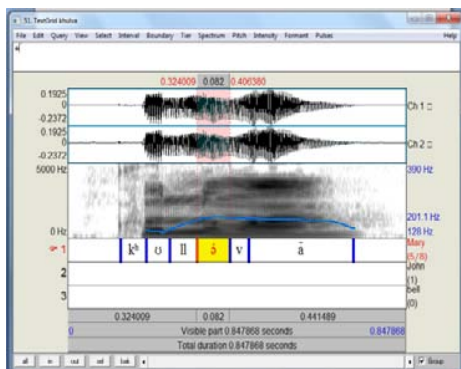 51. TextGrid khulva
File Edit Query View Select Interval Boundary Tier Spectrum Pitch Intensity Formant Pulses Help
0.324009 0.082 0.406380
0.1925
0
-0.2372
Ch 1
0.1925
0
-0.2372
Ch 2
5000 Hz
390 Hz
201.1 Hz
0 Hz
128 Hz
1 kʰ ʊ ll v ā
Mary
(5/8)
2
John
(1)
3
bell
(0)
0.324009 0.082 0.441489
0 Visible part 0.847868 seconds 0.847868
Total duration 0.847868 seconds
all in out sel bak Group